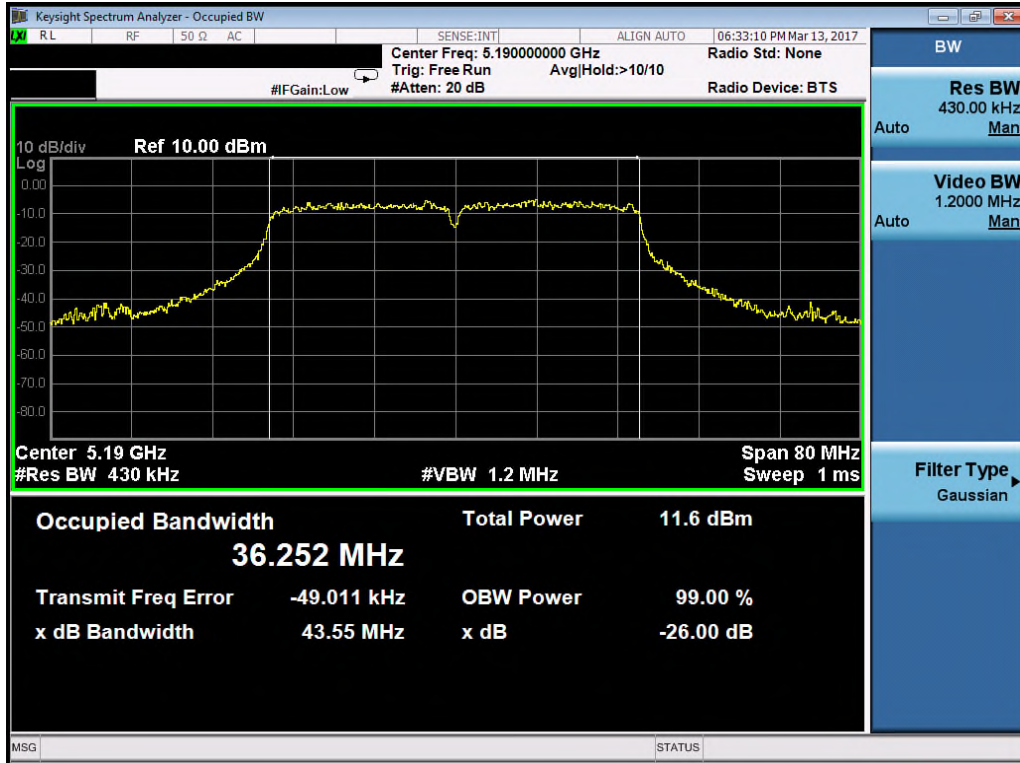 Keysight Spectrum Analyzer - Occupied BW
LXI RL RF 50 Ω AC SENSE:INT ALIGN AUTO 06:33:10 PM Mar 13, 2017
Center Freq: 5.190000000 GHz Radio Std: None
Trig: Free Run Avg|Hold:>10/10
#IFGain:Low #Atten: 20 dB Radio Device: BTS
10 dB/div Ref 10.00 dBm
Log
0.00
-10.0
-20.0
-30.0
-40.0
-50.0
-60.0
-70.0
-80.0
Center 5.19 GHz Span 80 MHz
#Res BW 430 kHz #VBW 1.2 MHz Sweep 1 ms
Occupied Bandwidth Total Power 11.6 dBm
36.252 MHz
Transmit Freq Error -49.011 kHz OBW Power 99.00 %
x dB Bandwidth 43.55 MHz x dB -26.00 dB
MSG STATUS
BW
Res BW
430.00 kHz
Auto Man
Video BW
1.2000 MHz
Auto Man
Filter Type
Gaussian